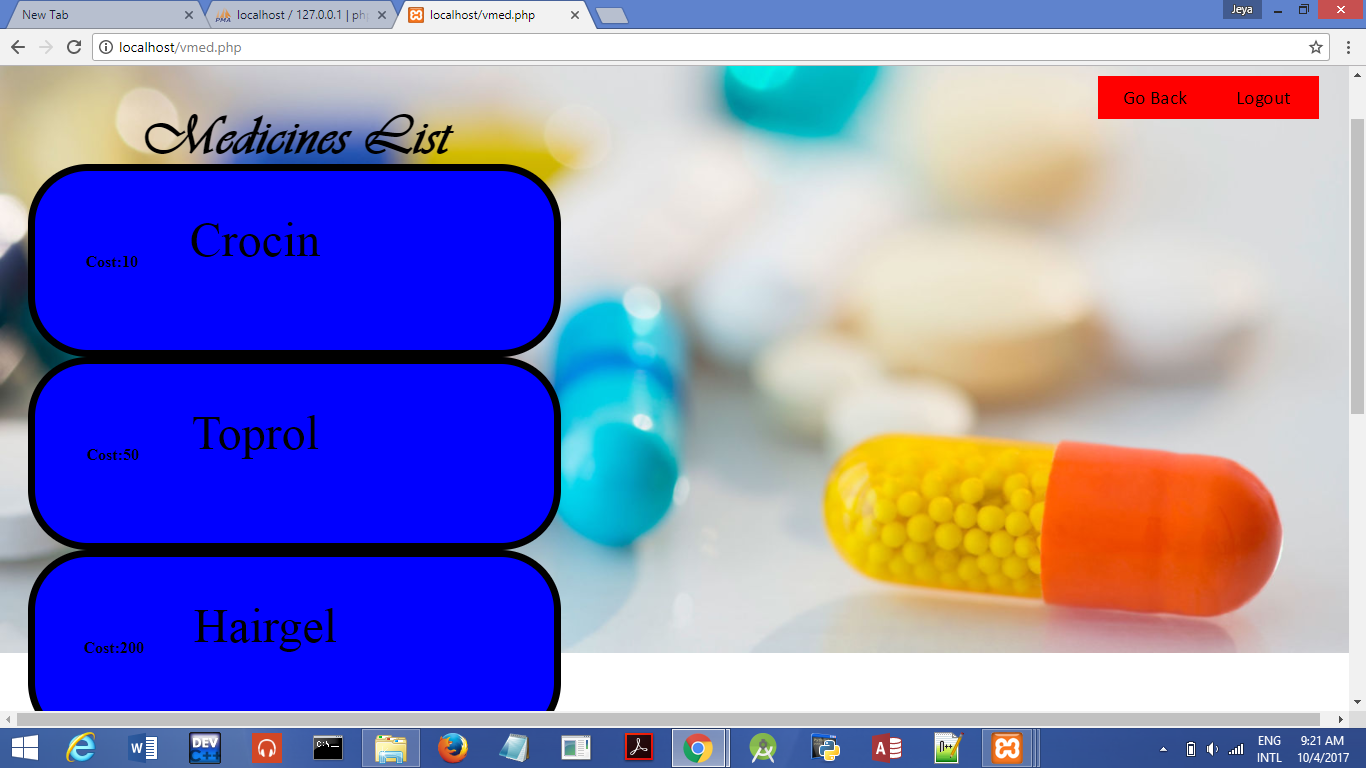 New Tab
localhost / 127.0.0.1 | ph
localhost/vmed.php
Jeya
localhost/vmed.php
Go Back Logout
Medicines List
Crocin
Cost:10
Toprol
Cost:50
Hairgel
Cost:200
ENG 9:21 AM
INTL 10/4/2017